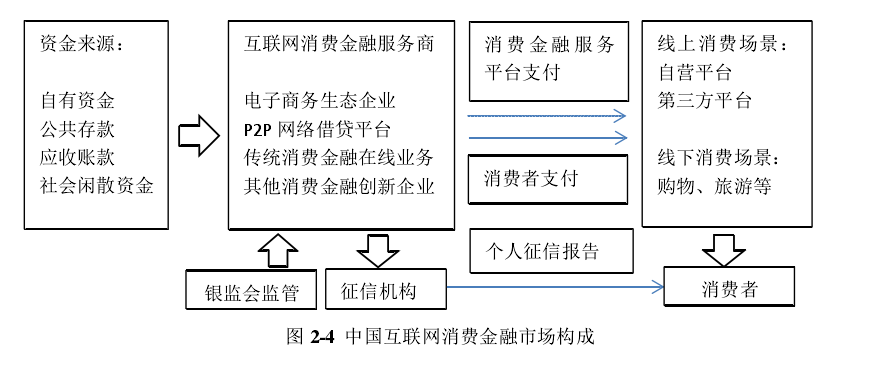 资金来源：
自有资金
公共存款
应收账款
社会闲散资金
互联网消费金融服务商
电子商务生态企业
P2P 网络借贷平台
传统消费金融在线业务
其他消费金融创新企业
消费金融服务
平台支付
消费者支付
线上消费场景：
自营平台
第三方平台
线下消费场景：
购物、旅游等
个人征信报告
银监会监管
征信机构
消费者
图 2-4 中国互联网消费金融市场构成